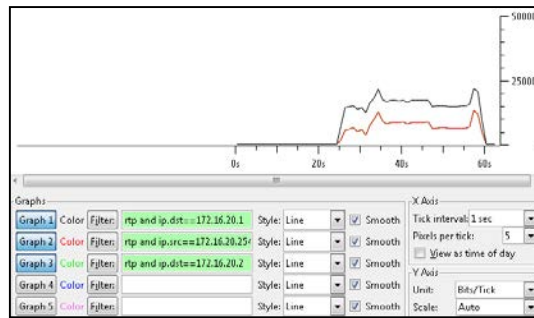 50000
25000
0s 20s 40s 60s
Graphs
X Axis
Graph 1 Color Filter: rtp and ip.dst==172.16.20.1 Style: Line Smooth
Tick interval: 1 sec
Graph 2 Color Filter: rtp and ip.src==172.16.20.254 Style: Line Smooth
Pixels per tick: 5
Graph 3 Color Filter: rtp and ip.dst==172.16.20.2 Style: Line Smooth
View as time of day
Graph 4 Color Filter: Style: Line Smooth
Y Axis
Unit: Bits/Tick
Graph 5 Color Filter: Style: Line Smooth
Scale: Auto